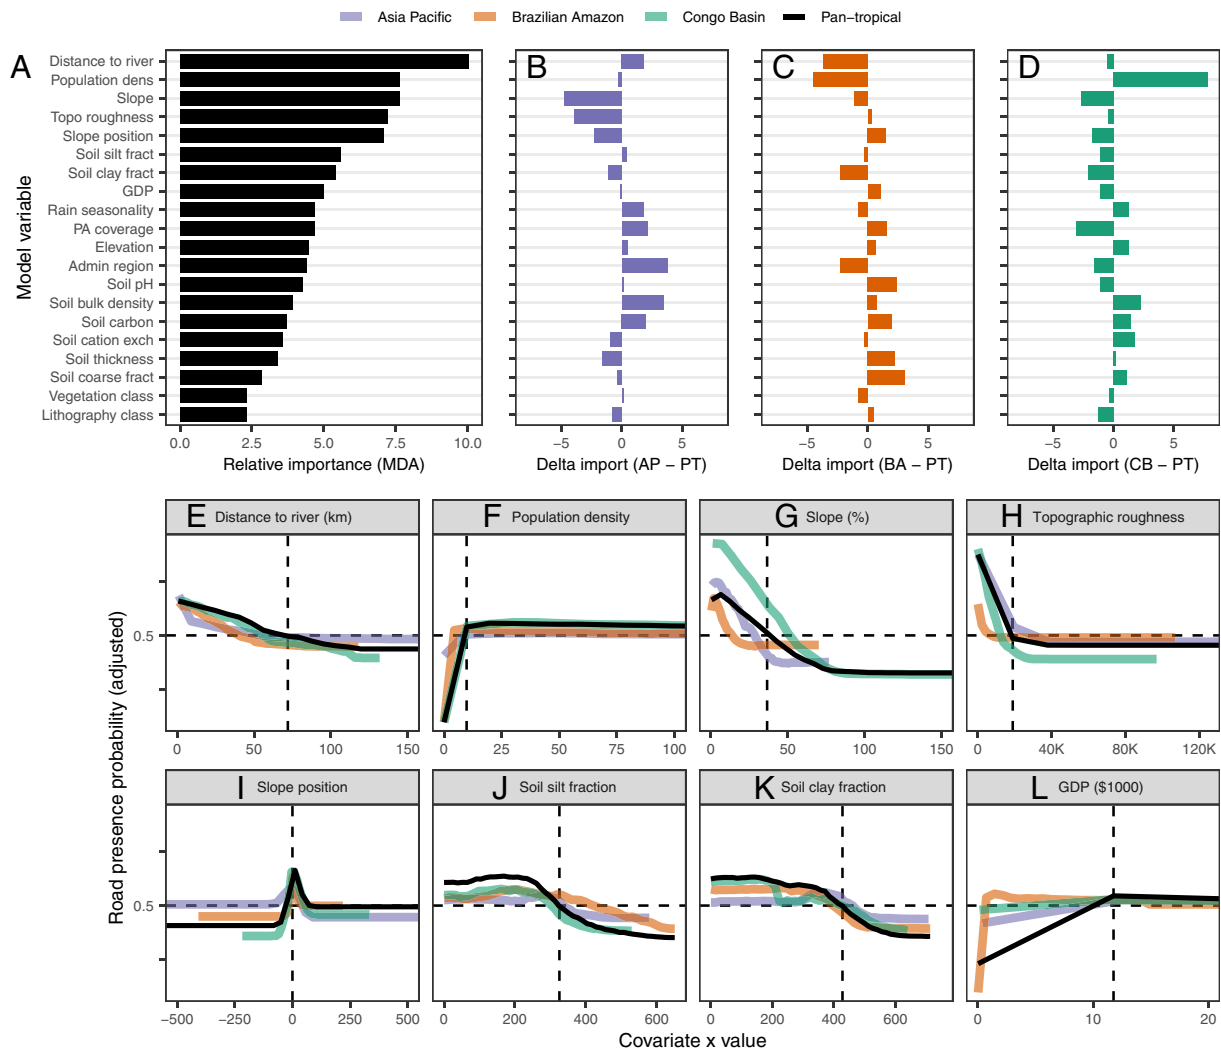 Asia Pacific Brazilian Amazon Congo Basin Pan−tropical
A B C D
Model variable
Distance to river
Population dens
Slope
Topo roughness
Slope position
Soil silt fract
Soil clay fract
GDP
Rain seasonality
PA coverage
Elevation
Admin region
Soil pH
Soil bulk density
Soil carbon
Soil cation exch
Soil thickness
Soil coarse fract
Vegetation class
Lithography class
0.0 2.5 5.0 7.5 10.0 −5 0 5 −5 0 5 −5 0 5
Relative importance (MDA) Delta import (AP − PT) Delta import (BA − PT) Delta import (CB − PT)
E Distance to river (km) F Population density G Slope (%) H Topographic roughness
Road presence probability (adjusted)
0.5
0 50 100 150 0 25 50 75 100 0 50 100 150 0 40K 80K 120K
I Slope position J Soil silt fraction K Soil clay fraction L GDP ($1000)
0.5
−500 −250 0 250 500 0 200 400 600 0 200 400 600 0 10 20
Covariate x value